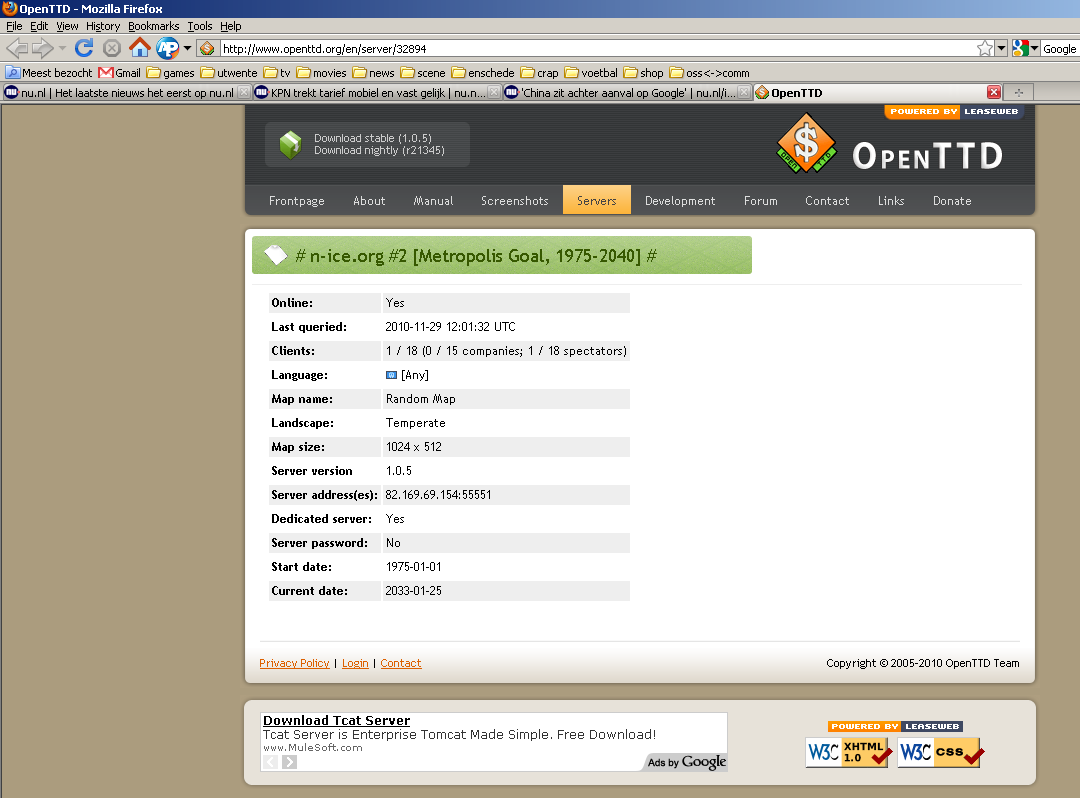 OpenTTD - Mozilla Firefox
File Edit View History Bookmarks Tools Help
http://www.openttd.org/en/server/32894 Google
Meest bezocht Gmail games utwente tv movies news scene enschede crap voetbal shop oss<->comm
nu.nl | Het laatste nieuws het eerst op nu.nl KPN trekt tarief mobiel en vast gelijk | nu.n... 'China zit achter aanval op Google' | nu.nl/i... OpenTTD
POWERED BY LEASEWEB
Download stable (1.0.5)
Download nightly (r21345)
OPEN TTD
OpenTTD
Frontpage About Manual Screenshots Servers Development Forum Contact Links Donate
# n-ice.org #2 [Metropolis Goal, 1975-2040] #
Online: Yes
Last queried: 2010-11-29 12:01:32 UTC
Clients: 1 / 18 (0 / 15 companies; 1 / 18 spectators)
Language: [Any]
Map name: Random Map
Landscape: Temperate
Map size: 1024 x 512
Server version 1.0.5
Server address(es): 82.169.69.154:55551
Dedicated server: Yes
Server password: No
Start date: 1975-01-01
Current date: 2033-01-25
Privacy Policy | Login | Contact Copyright © 2005-2010 OpenTTD Team
Download Tcat Server
Tcat Server is Enterprise Tomcat Made Simple. Free Download!
www.MuleSoft.com
Ads by Google
POWERED BY LEASEWEB
W3C XHTML 1.0 W3C CSS